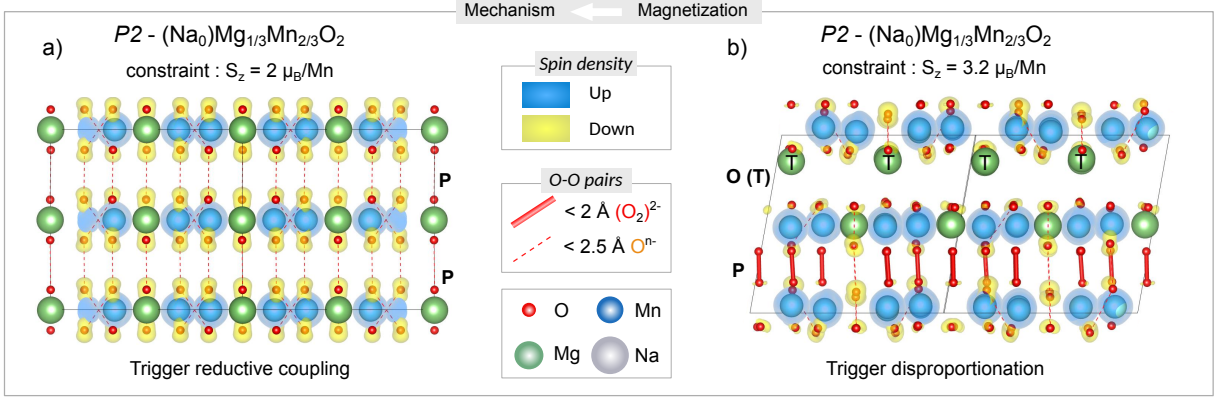 Mechanism Magnetization
a)
P2 - (Na0)Mg1/3Mn2/3O2
constraint : Sz = 2 μB/Mn
P
P
Trigger reductive coupling
Spin density
Up
Down
O-O pairs
< 2 Å (O2)2-
< 2.5 Å On-
O
Mn
Mg
Na
b)
P2 - (Na0)Mg1/3Mn2/3O2
constraint : Sz = 3.2 μB/Mn
T T T T
O (T)
P
Trigger disproportionation